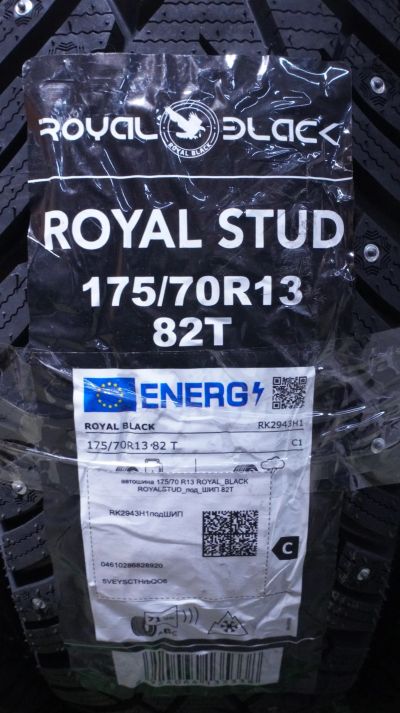 ROYAL BLACK
ROYAL BLACK
ROYAL STUD
175/70R13
82T
ENERG
ROYAL BLACK RK2943H1
175/70R13 82 T C1
автошина 175/70 R13 ROYAL_BLACK
ROYALSTUD_под_ШИП 82T
RK2943H1подШИП
04610286828920
C